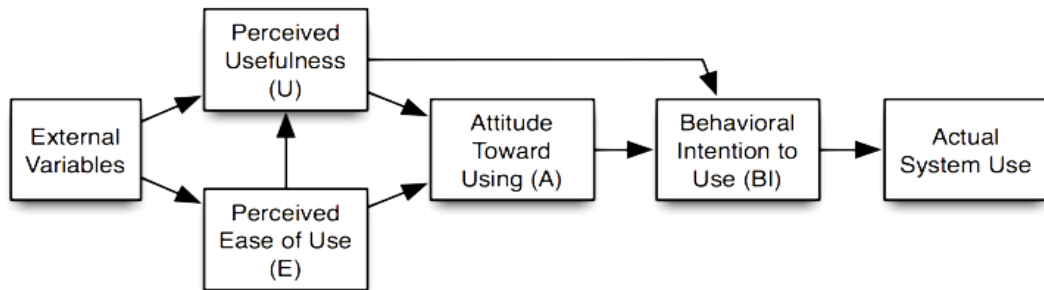 External
Variables
Perceived
Usefulness
(U)
Perceived
Ease of Use
(E)
Attitude
Toward
Using (A)
Behavioral
Intention to
Use (BI)
Actual
System Use